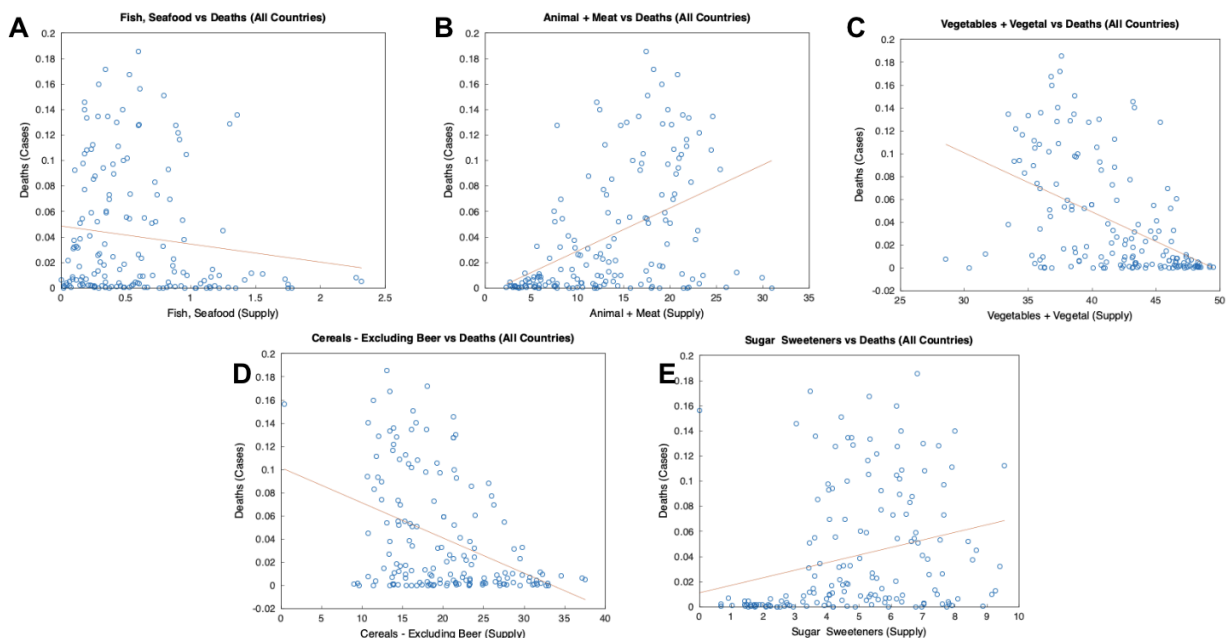 A
Fish, Seafood vs Deaths (All Countries)
0.2
0.18
0.16
0.14
0.12
0.1
0.08
0.06
0.04
0.02
0
Deaths (Cases)
0 0.5 1 1.5 2 2.5
Fish, Seafood (Supply)
B
Animal + Meat vs Deaths (All Countries)
0.2
0.18
0.16
0.14
0.12
0.1
0.08
0.06
0.04
0.02
0
Deaths (Cases)
0 5 10 15 20 25 30 35
Animal + Meat (Supply)
C
Vegetables + Vegetal vs Deaths (All Countries)
0.2
0.18
0.16
0.14
0.12
0.1
0.08
0.06
0.04
0.02
0
-0.02
Deaths (Cases)
25 30 35 40 45 50
Vegetables + Vegetal (Supply)
D
Cereals - Excluding Beer vs Deaths (All Countries)
0.2
0.18
0.16
0.14
0.12
0.1
0.08
0.06
0.04
0.02
0
-0.02
Deaths (Cases)
0 5 10 15 20 25 30 35 40
Cereals - Excluding Beer (Supply)
E
Sugar Sweeteners vs Deaths (All Countries)
0.2
0.18
0.16
0.14
0.12
0.1
0.08
0.06
0.04
0.02
0
Deaths (Cases)
0 1 2 3 4 5 6 7 8 9 10
Sugar Sweeteners (Supply)